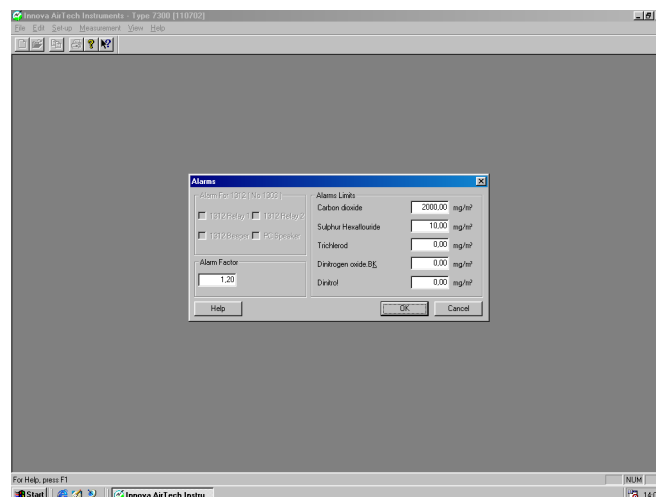 Innova AirTech Instruments - Type 7300 [110702]
File Edit Set-up Measurement View Help
Alarms
Alarm For 1312 ( No 1302 )
1312 Relay 1 1312 Relay 2
1312 Beeper PC Speaker
Alarm Factor
1,20
Alarms Limits
Carbon dioxide 2000,00 mg/m³
Sulphur Hexaflouride 10,00 mg/m³
Trichlerod 0,00 mg/m³
Dinitrogen oxide.BK 0,00 mg/m³
Dinitrol 0,00 mg/m³
Help OK Cancel
For Help, press F1 NUM
Start Innova AirTech Instru...